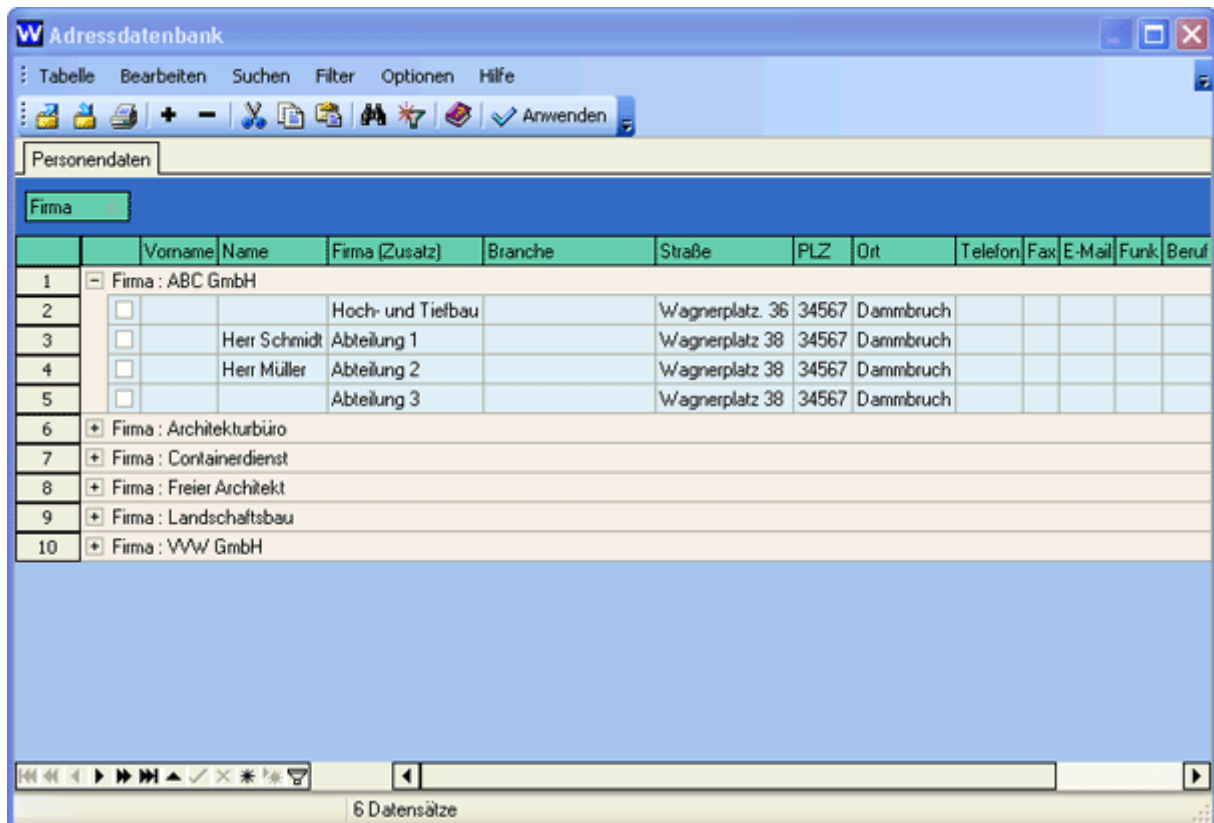 W Adressdatenbank
Tabelle Bearbeiten Suchen Filter Optionen Hilfe
Anwenden
Personendaten
Firma
Vorname Name Firma (Zusatz) Branche Straße PLZ Ort Telefon Fax E-Mail Funk Beruf
1 Firma : ABC GmbH
2 Hoch- und Tiefbau Wagnerplatz. 36 34567 Dammbruch
3 Herr Schmidt Abteilung 1 Wagnerplatz 38 34567 Dammbruch
4 Herr Müller Abteilung 2 Wagnerplatz 38 34567 Dammbruch
5 Abteilung 3 Wagnerplatz 38 34567 Dammbruch
6 Firma : Architekturbüro
7 Firma : Containerdienst
8 Firma : Freier Architekt
9 Firma : Landschaftsbau
10 Firma : VVW GmbH
6 Datensätze